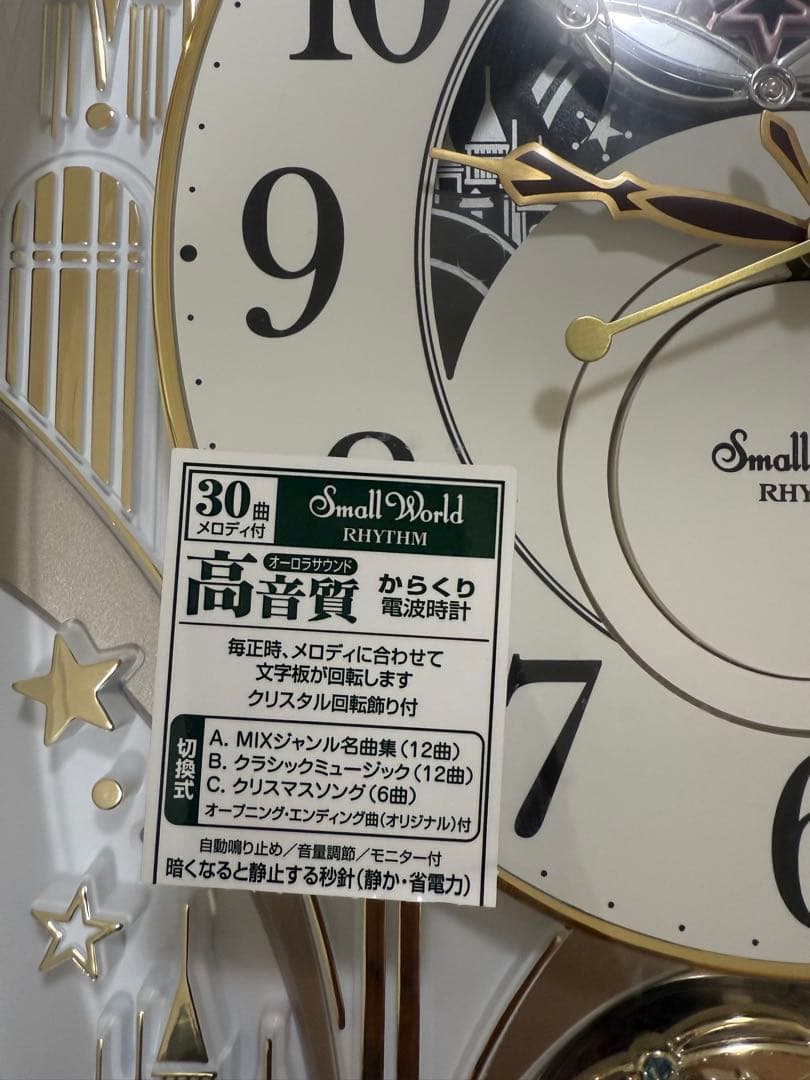 10
9
8
7
6
Small
RHY
30曲
メロディ付
Small World
RHYTHM
オーロラサウンド
高音質
からくり
電波時計
毎正時、メロディに合わせて
文字板が回転します
クリスタル回転飾り付
切換式
A. MIXジャンル名曲集(12曲)
B. クラシックミュージック(12曲)
C. クリスマスソング(6曲)
オープニング・エンディング曲(オリジナル)付
自動鳴り止め/音量調節/モニター付
暗くなると静止する秒針(静か・省電力)